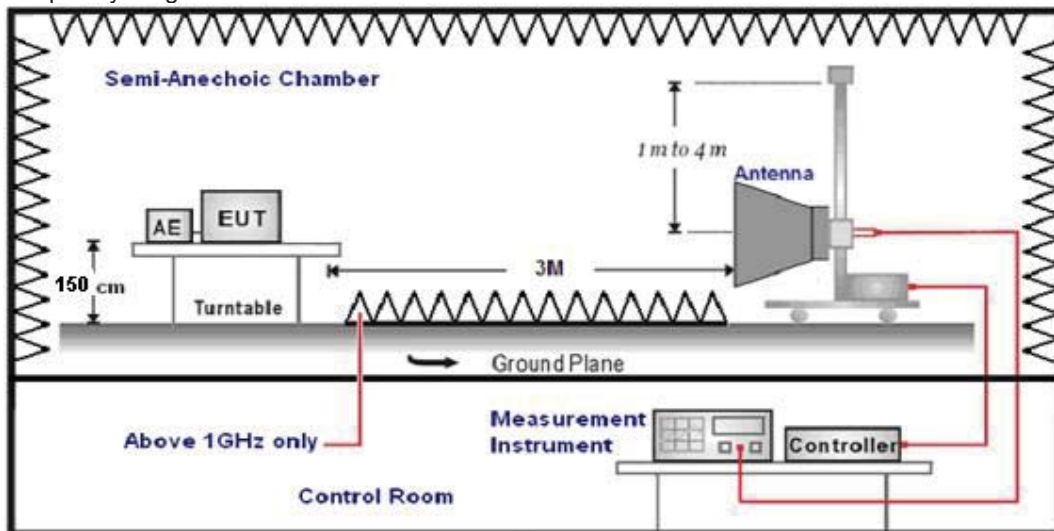 Semi-Anechoic Chamber
1 m to 4 m
Antenna
AE
EUT
3M
150 cm
Turntable
Ground Plane
Above 1GHz only
Measurement
Instrument
Controller
Control Room